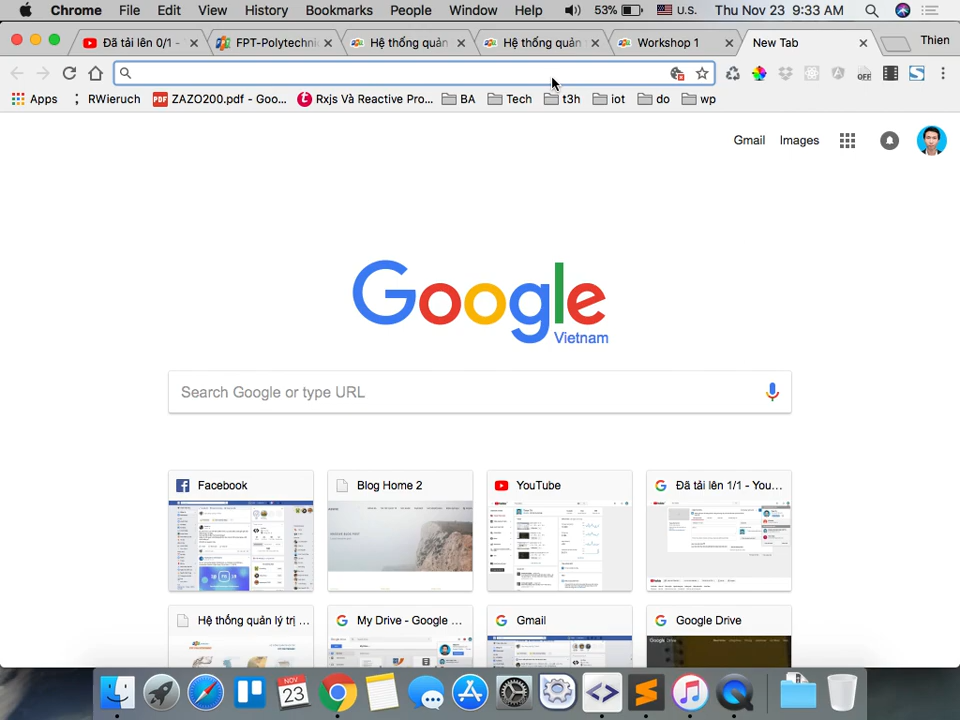 Chrome File Edit View History Bookmarks People Window Help 53% U.S. Thu Nov 23 9:33 AM
Đã tải lên 0/1 - FPT-Polytechnic Hệ thống quản Hệ thống quản Workshop 1 New Tab Thien
Apps ; RWieruch PDF ZAZO200.pdf - Goo... Rxjs Và Reactive Pro... BA Tech t3h iot do wp
Gmail Images
Google
Vietnam
Search Google or type URL
Facebook Blog Home 2 YouTube Đã tải lên 1/1 - You...
Hệ thống quản lý trị ... My Drive - Google ... Gmail Google Drive
NOV
23